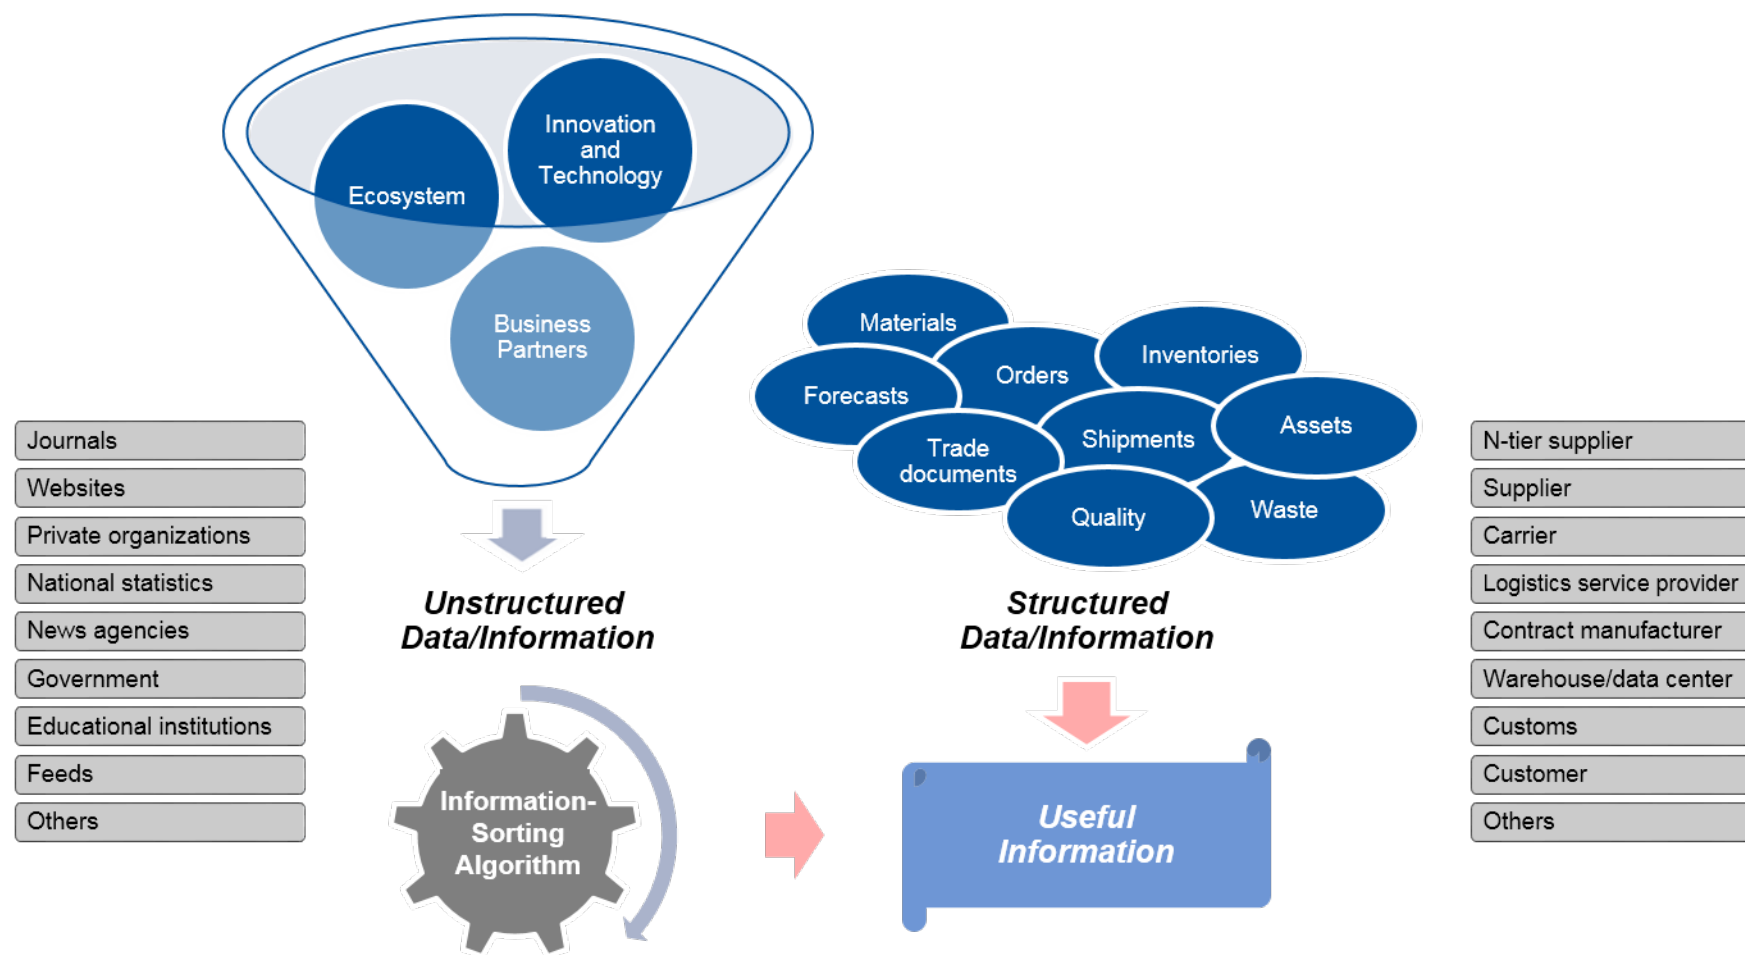 Innovation
and
Technology
Ecosystem
Business
Partners
Materials
Inventories
Orders
Forecasts
Assets
Shipments
Trade
documents
Quality
Waste
Journals
Websites
Private organizations
National statistics
News agencies
Government
Educational institutions
Feeds
Others
Unstructured
Data/Information
Structured
Data/Information
Information-
Sorting
Algorithm
Useful
Information
N-tier supplier
Supplier
Carrier
Logistics service provider
Contract manufacturer
Warehouse/data center
Customs
Customer
Others